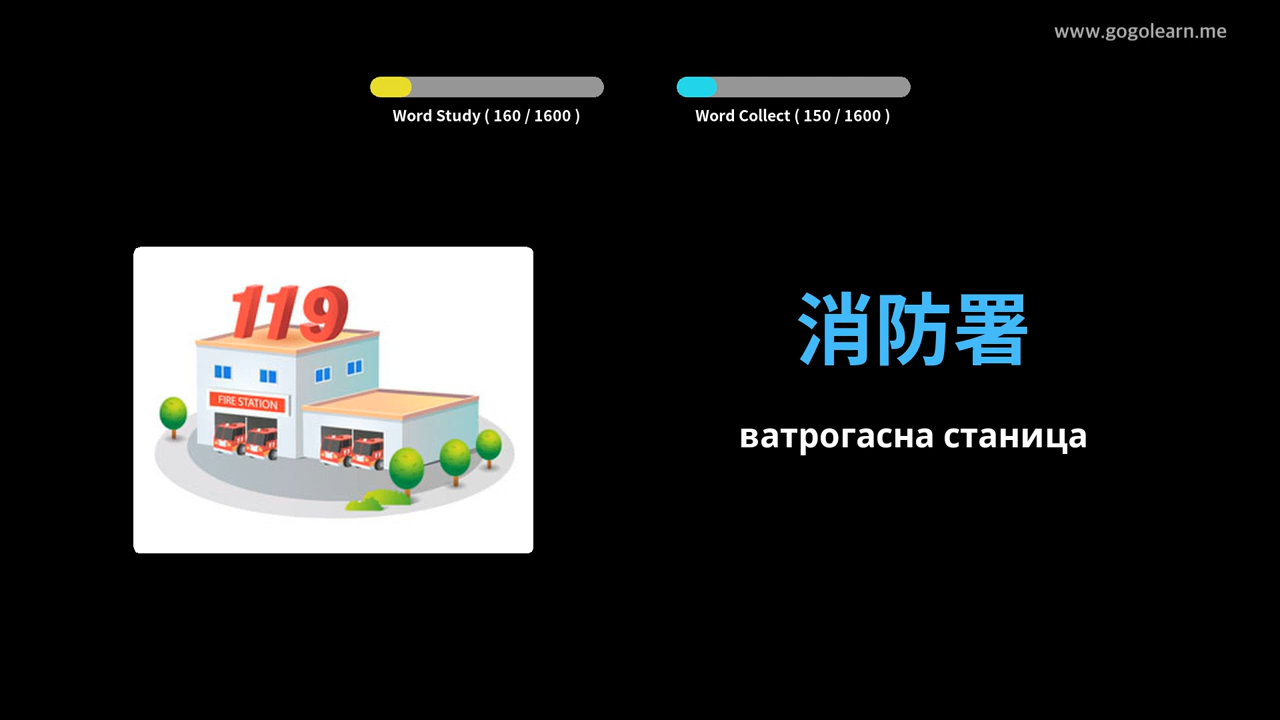 www.gogolearn.me
Word Study ( 160 / 1600 )
Word Collect ( 150 / 1600 )
119
FIRE STATION
消防署
ватрогасна станица